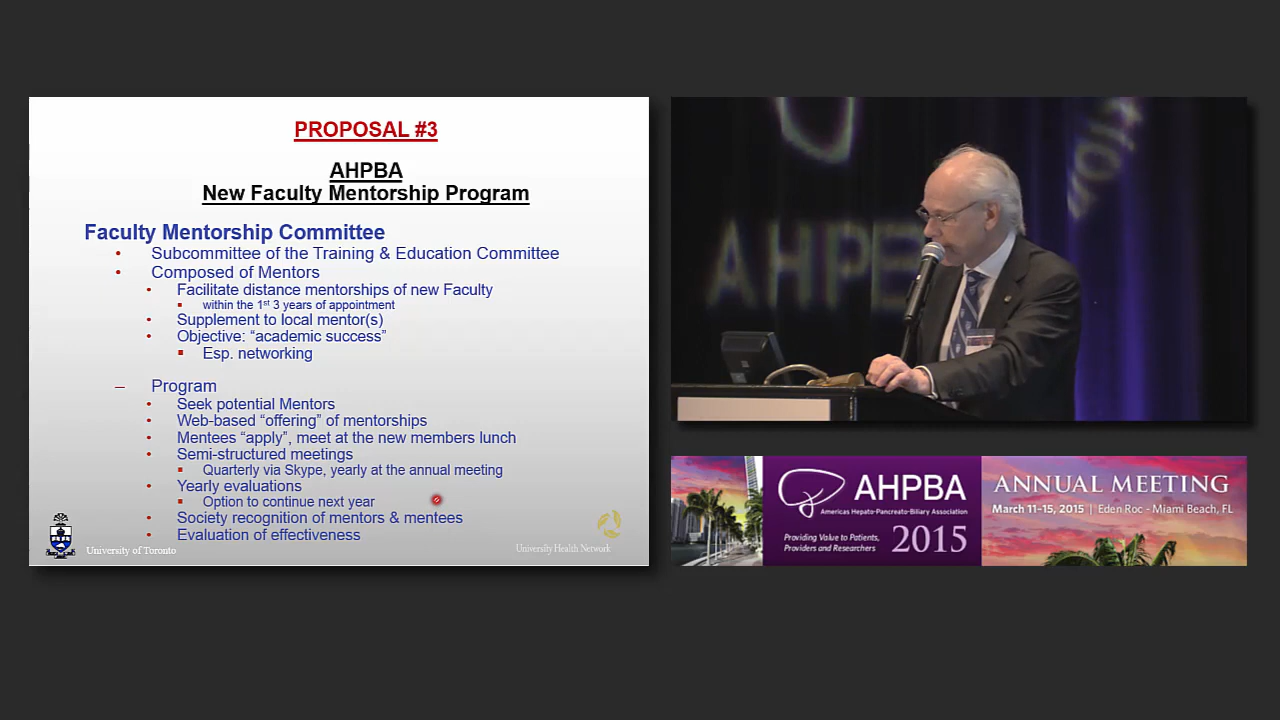 PROPOSAL #3
AHPBA
New Faculty Mentorship Program
Faculty Mentorship Committee
• Subcommittee of the Training & Education Committee
• Composed of Mentors
• Facilitate distance mentorships of new Faculty
▪ within the 1st 3 years of appointment
• Supplement to local mentor(s)
• Objective: “academic success”
▪ Esp. networking
– Program
• Seek potential Mentors
• Web-based “offering” of mentorships
• Mentees “apply”, meet at the new members lunch
• Semi-structured meetings
▪ Quarterly via Skype, yearly at the annual meeting
• Yearly evaluations
▪ Option to continue next year
• Society recognition of mentors & mentees
• Evaluation of effectiveness
University of Toronto
University Health Network
AHPB
AHPBA
Americas Hepato-Pancreato-Biliary Association
Providing Value to Patients,
Providers and Researchers
2015
ANNUAL MEETING
March 11-15, 2015 | Eden Roc - Miami Beach, FL